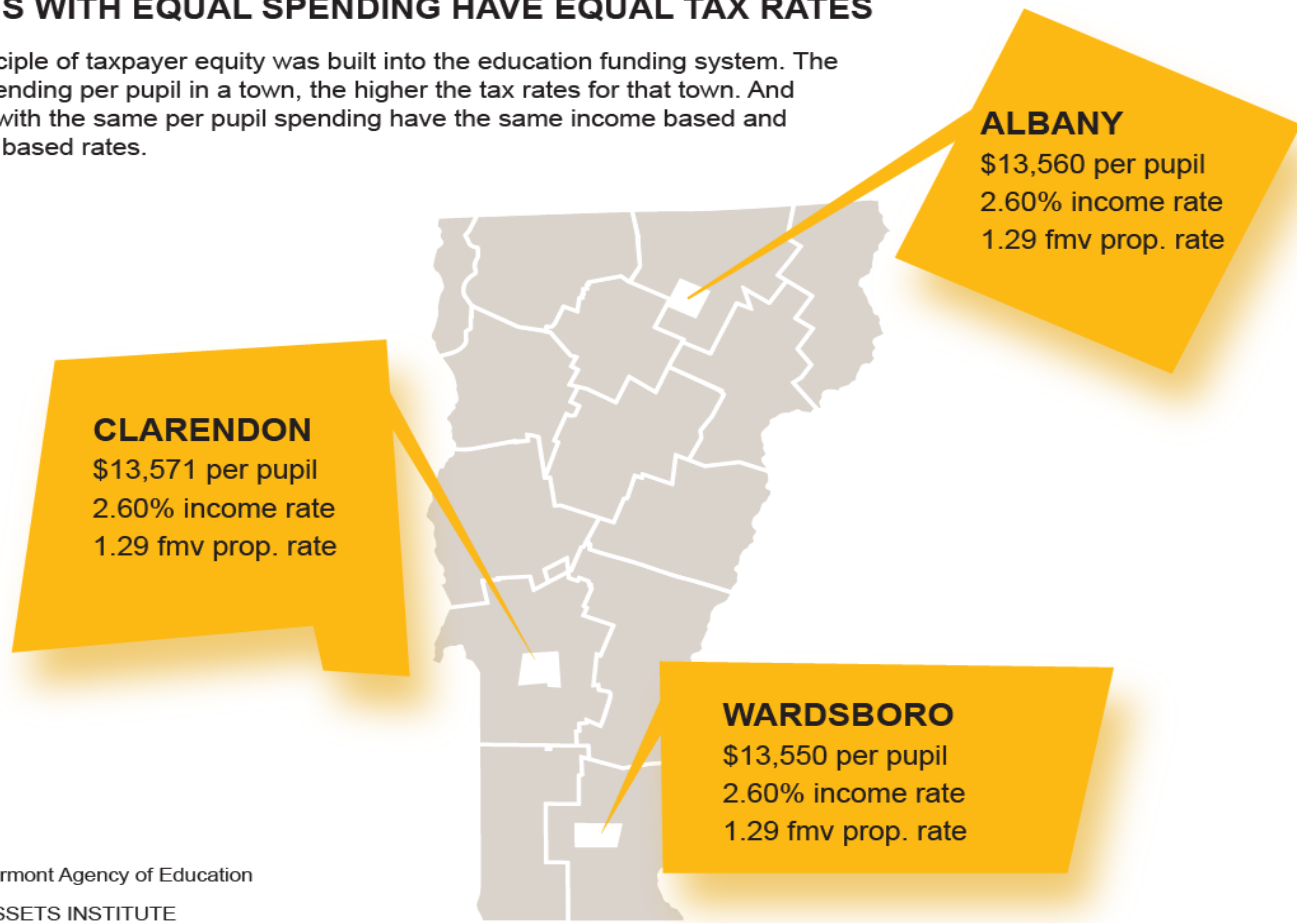 S WITH EQUAL SPENDING HAVE EQUAL TAX RATES
ciple of taxpayer equity was built into the education funding system. The
ending per pupil in a town, the higher the tax rates for that town. And
with the same per pupil spending have the same income based and
based rates.
ALBANY
$13,560 per pupil
2.60% income rate
1.29 fmv prop. rate
CLARENDON
$13,571 per pupil
2.60% income rate
1.29 fmv prop. rate
WARDSBORO
$13,550 per pupil
2.60% income rate
1.29 fmv prop. rate
rmont Agency of Education
SSETS INSTITUTE